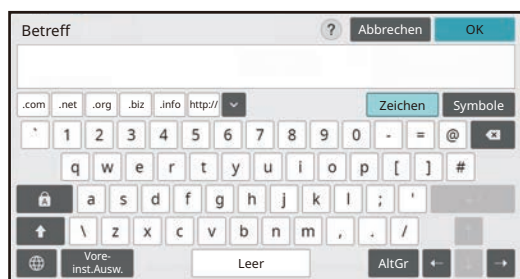 Betreff ? Abbrechen OK
.com .net .org .biz .info http:// Zeichen Symbole
` 1 2 3 4 5 6 7 8 9 0 - = @
q w e r t y u i o p [ ] #
A a s d f g h j k l ; '
\ z x c v b n m , . /
Vore-
inst.Ausw. Leer AltGr ← ↓ →